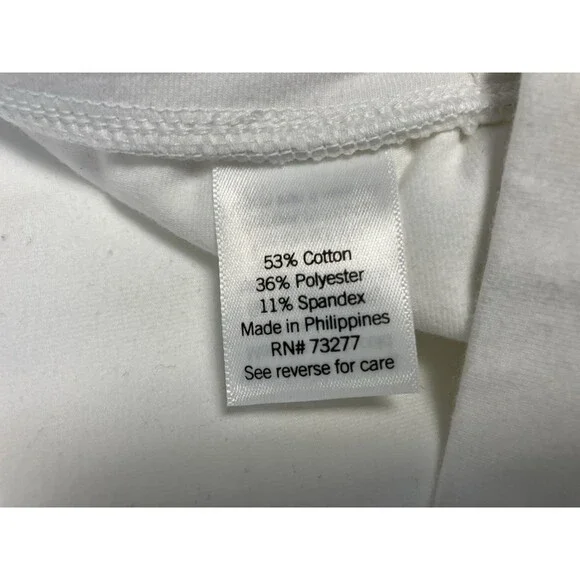 53% Cotton
36% Polyester
11% Spandex
Made in Philippines
RN# 73277
See reverse for care